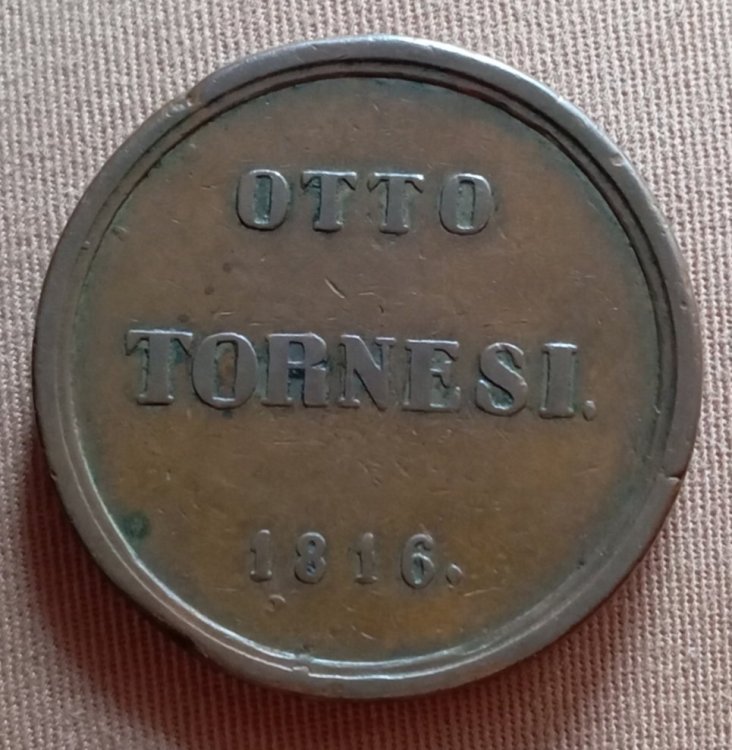 OTTO
TORNESI.
1816.